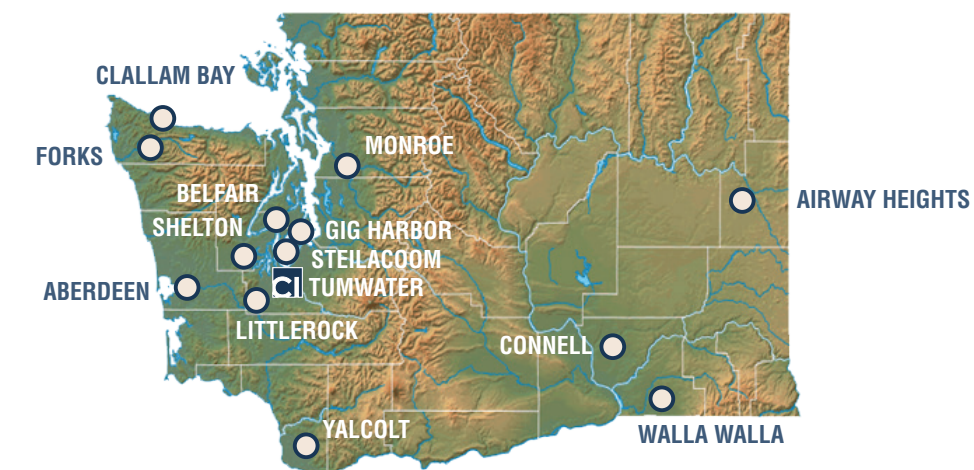 CLALLAM BAY
FORKS
MONROE
BELFAIR
AIRWAY HEIGHTS
SHELTON
GIG HARBOR
STEILACOOM
ABERDEEN
CI TUMWATER
LITTLEROCK
CONNELL
YALCOLT
WALLA WALLA